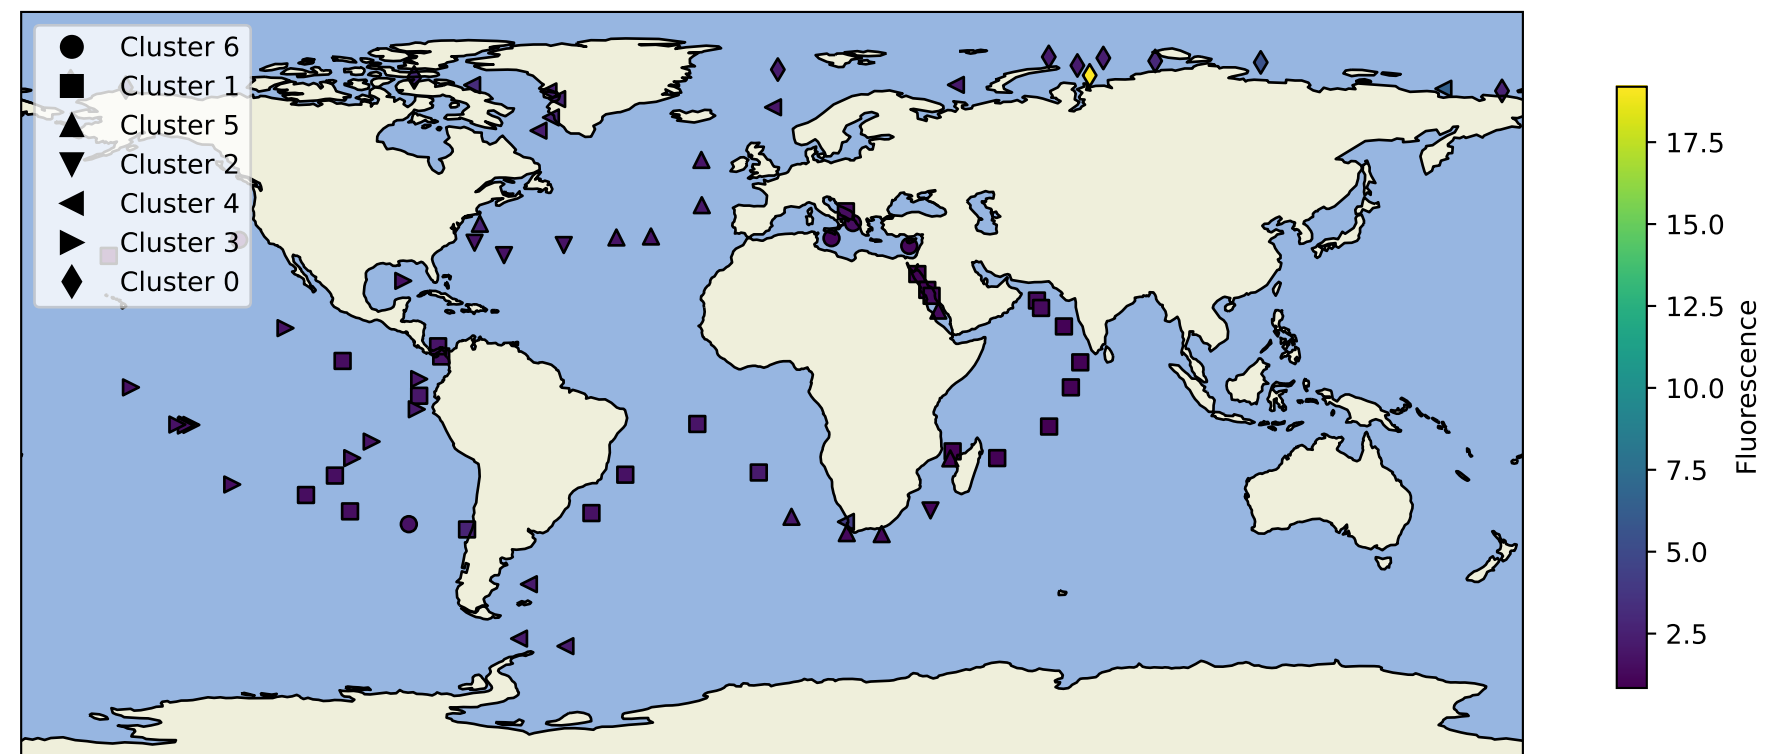 Cluster 6
Cluster 1
Cluster 5
Cluster 2
Cluster 4
Cluster 3
Cluster 0
17.5
15.0
12.5
10.0
7.5
5.0
2.5
Fluorescence